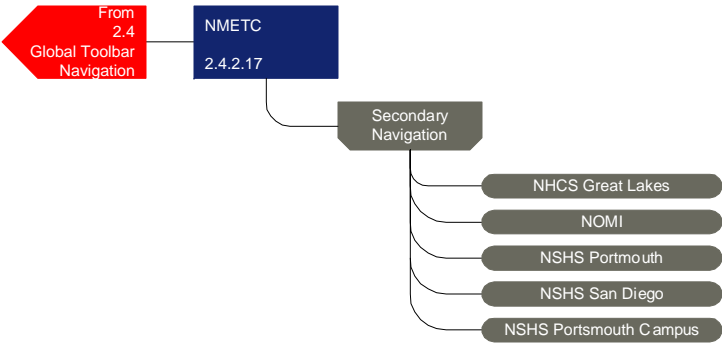 From
2.4
Global Toolbar
Navigation
NMETC
2.4.2.17
Secondary
Navigation
NHCS Great Lakes
NOMI
NSHS Portmouth
NSHS San Diego
NSHS Portsmouth Campus